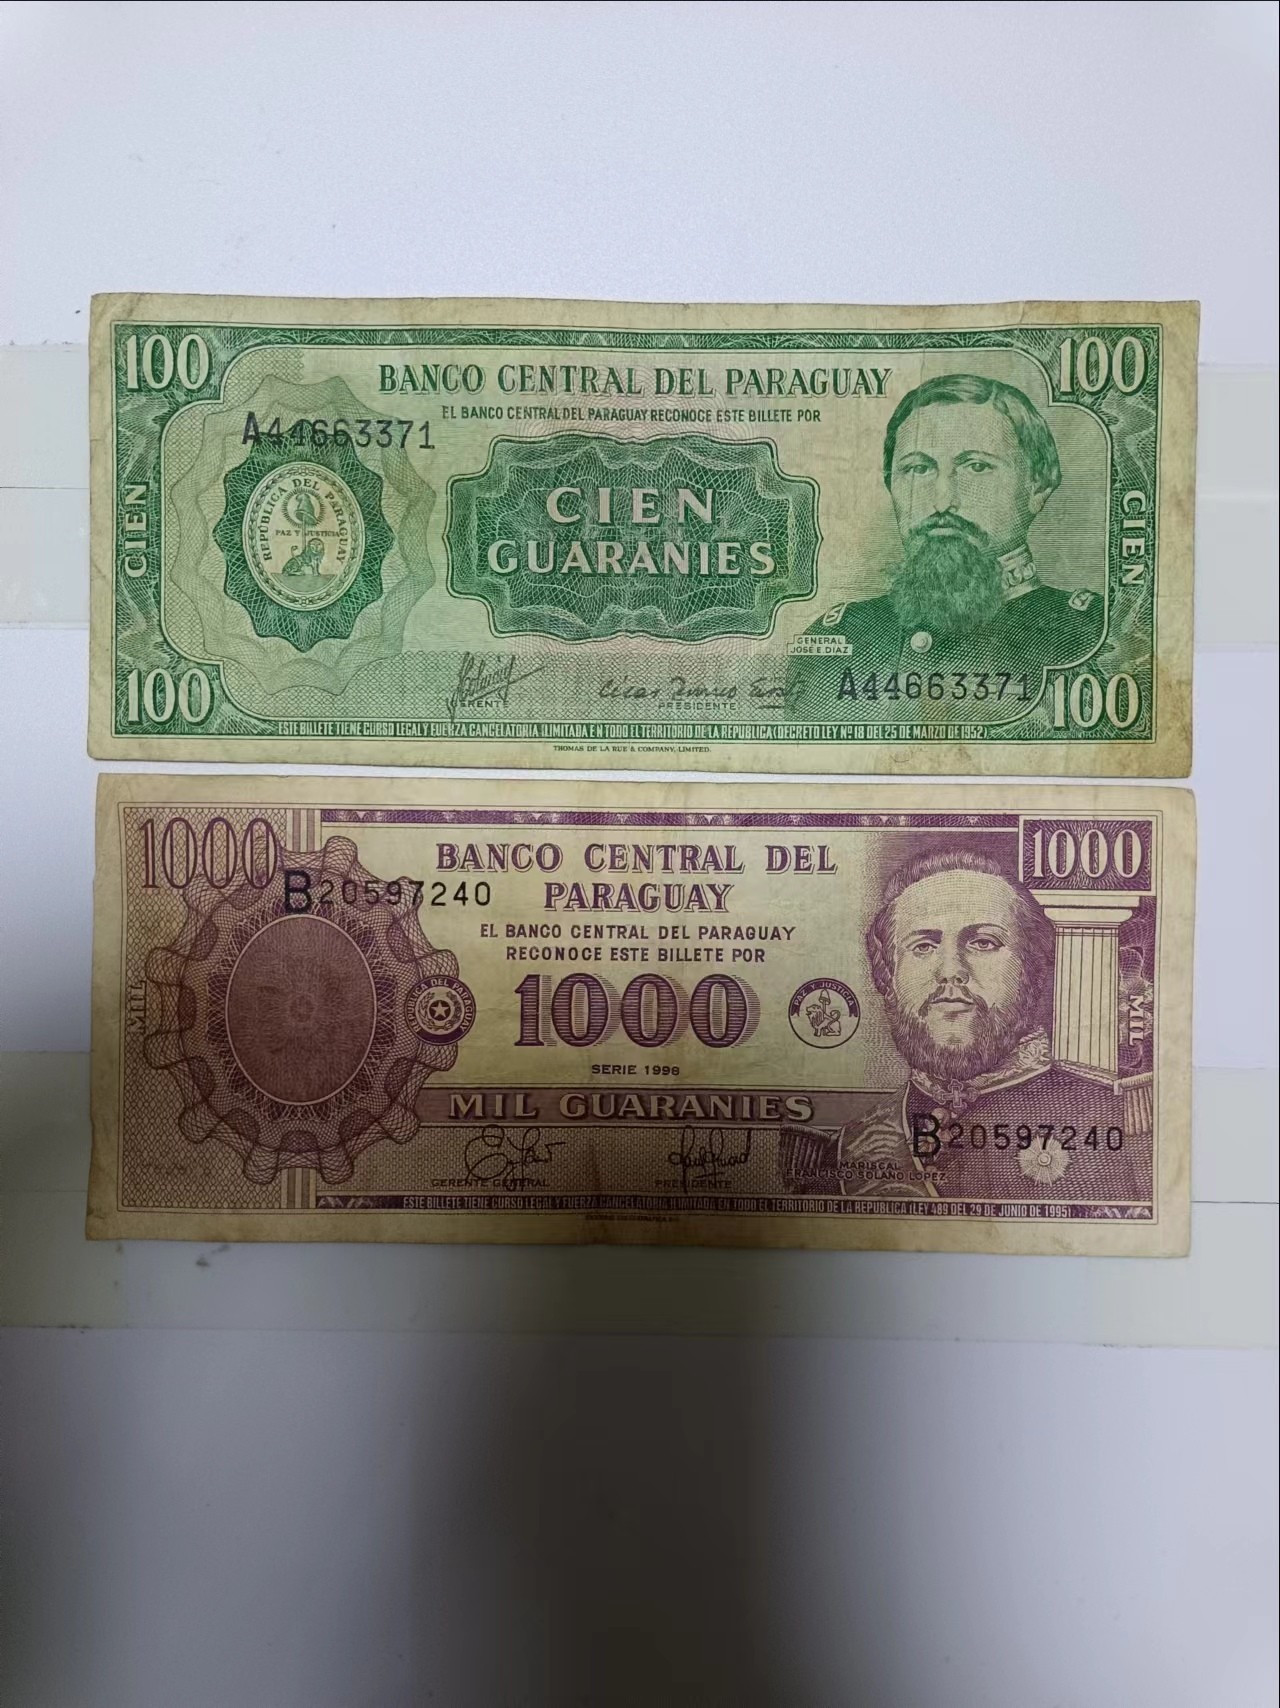 100
100
BANCO CENTRAL DEL PARAGUAY
EL BANCO CENTRAL DEL PARAGUAY RECONOCE ESTE BILLETE POR
A44663371
REPUBLICA DEL PARAGUAY
PAZ Y JUSTICIA
CIEN
GUARANIES
CIEN
CIEN
GENERAL
JOSE E. DIAZ
A44663371
GERENTE
PRESIDENTE
100
100
ESTE BILLETE TIENE CURSO LEGAL Y FUERZA CANCELATORIA ILIMITADA EN TODO EL TERRITORIO DE LA REPUBLICA (DECRETO LEY Nº 18 DEL 25 DE MARZO DE 1952)
THOMAS DE LA RUE & COMPANY, LIMITED.
1000
1000
BANCO CENTRAL DEL
PARAGUAY
B20597240
EL BANCO CENTRAL DEL PARAGUAY
RECONOCE ESTE BILLETE POR
1000
REPUBLICA DEL PARAGUAY
PAZ Y JUSTICIA
MIL
MIL
SERIE 1998
MIL GUARANIES
B20597240
MARISCAL
FRANCISCO SOLANO LOPEZ
GERENTE GENERAL
PRESIDENTE
ESTE BILLETE TIENE CURSO LEGAL Y FUERZA CANCELATORIA ILIMITADA EN TODO EL TERRITORIO DE LA REPUBLICA (LEY 489 DEL 29 DE JUNIO DE 1995)